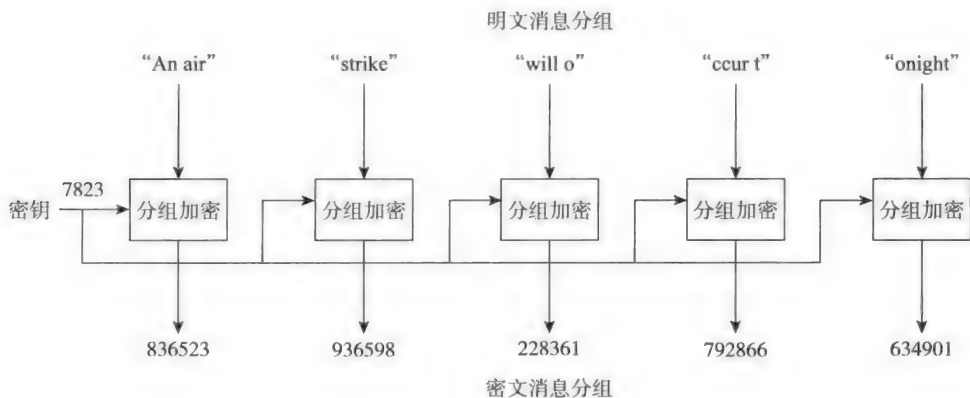 明文消息分组
“An air” “strike” “will o” “ccur t” “onight”
7823
密钥 分组加密 分组加密 分组加密 分组加密 分组加密
836523 936598 228361 792866 634901
密文消息分组